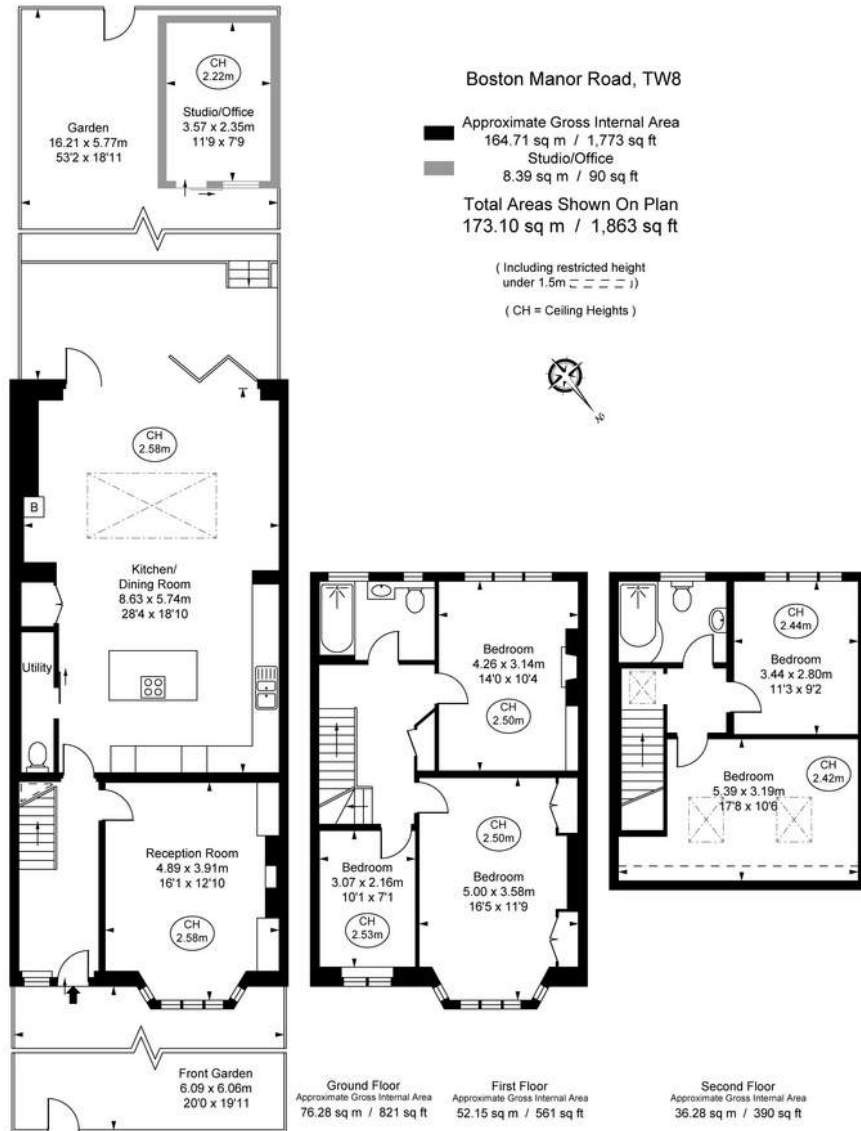 Boston Manor Road, TW8
Approximate Gross Internal Area
164.71 sq m / 1,773 sq ft
Studio/Office
8.39 sq m / 90 sq ft
Total Areas Shown On Plan
173.10 sq m / 1,863 sq ft
( Including restricted height
under 1.5m )
( CH = Ceiling Heights )
N
Garden
16.21 x 5.77m
53'2 x 18'11
CH
2.22m
Studio/Office
3.57 x 2.35m
11'9 x 7'9
CH
2.58m
B
Kitchen/
Dining Room
8.63 x 5.74m
28'4 x 18'10
Utility
Reception Room
4.89 x 3.91m
16'1 x 12'10
CH
2.58m
Front Garden
6.09 x 6.06m
20'0 x 19'11
Bedroom
4.26 x 3.14m
14'0 x 10'4
CH
2.50m
CH
2.50m
Bedroom
5.00 x 3.58m
16'5 x 11'9
Bedroom
3.07 x 2.16m
10'1 x 7'1
CH
2.53m
CH
2.44m
Bedroom
3.44 x 2.80m
11'3 x 9'2
CH
2.42m
Bedroom
5.39 x 3.19m
17'8 x 10'6
Ground Floor
Approximate Gross Internal Area
76.28 sq m / 821 sq ft
First Floor
Approximate Gross Internal Area
52.15 sq m / 561 sq ft
Second Floor
Approximate Gross Internal Area
36.28 sq m / 390 sq ft